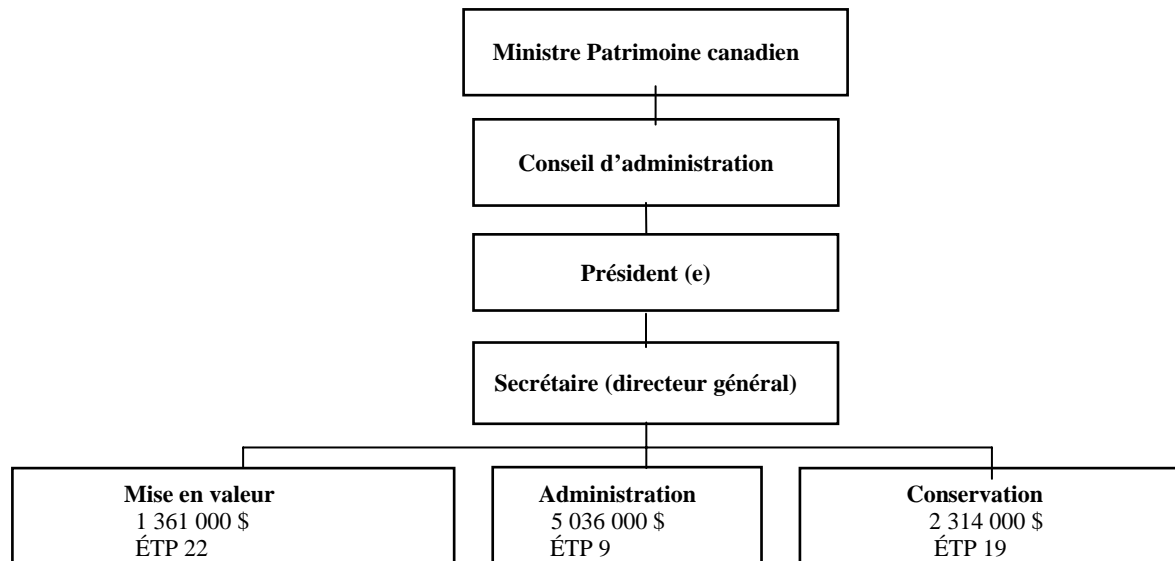 Ministre Patrimoine canadien
Conseil d'administration
Président (e)
Secrétaire (directeur général)
Mise en valeur
1 361 000 $
ÉTP 22
Administration
5 036 000 $
ÉTP 9
Conservation
2 314 000 $
ÉTP 19